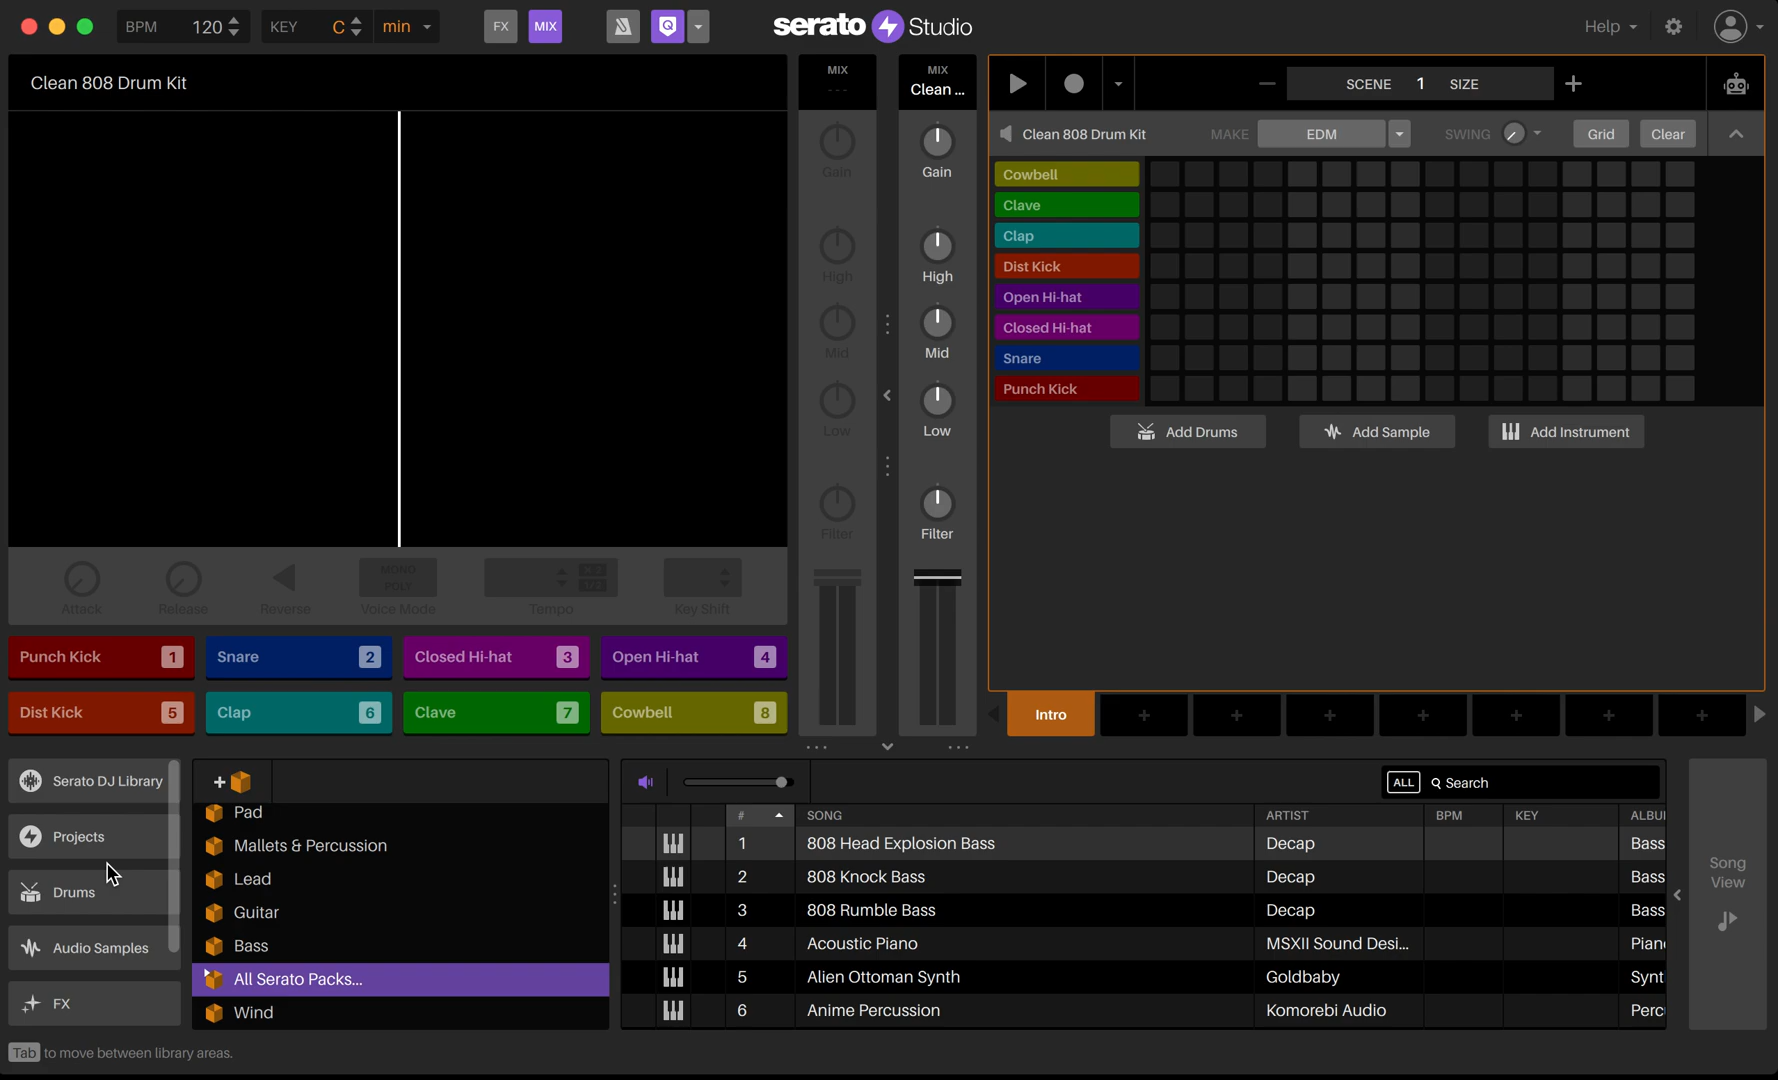 BPM 120 KEY C min FX MIX serato Studio Help
Clean 808 Drum Kit
MIX
---
Gain
High
Mid
Low
Filter
MIX
Clean ...
Gain
High
Mid
Low
Filter
SCENE 1 SIZE
Clean 808 Drum Kit MAKE EDM SWING Grid Clear
Cowbell
Clave
Clap
Dist Kick
Open Hi-hat
Closed Hi-hat
Snare
Punch Kick
Add Drums Add Sample Add Instrument
MONO
POLY
X 2
1/2
Attack Release Reverse Voice Mode Tempo Key Shift
Punch Kick 1 Snare 2 Closed Hi-hat 3 Open Hi-hat 4
Dist Kick 5 Clap 6 Clave 7 Cowbell 8
Intro + + + + + + +
Serato DJ Library
Projects
Drums
Audio Samples
FX
+
Pad
Mallets & Percussion
Lead
Guitar
Bass
All Serato Packs...
Wind
ALL Search
# SONG ARTIST BPM KEY ALBU
1 808 Head Explosion Bass Decap Bass
2 808 Knock Bass Decap Bass
3 808 Rumble Bass Decap Bass
4 Acoustic Piano MSXII Sound Desi... Pian
5 Alien Ottoman Synth Goldbaby Synt
6 Anime Percussion Komorebi Audio Perc
Song
View
Tab to move between library areas.